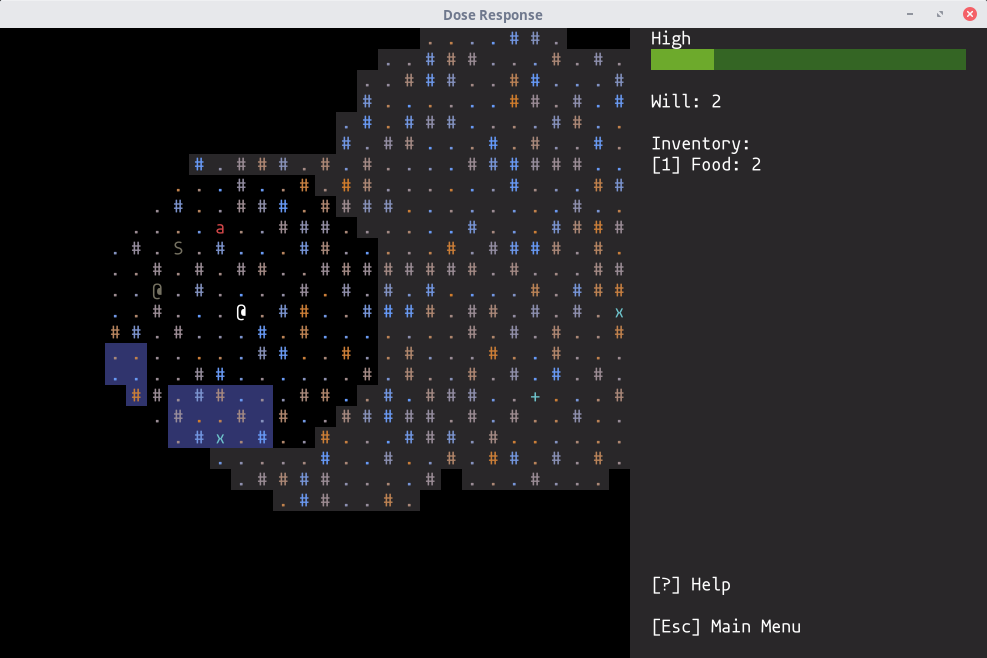 Dose Response
High
Will: 2
Inventory:
[1] Food: 2
[?] Help
[Esc] Main Menu